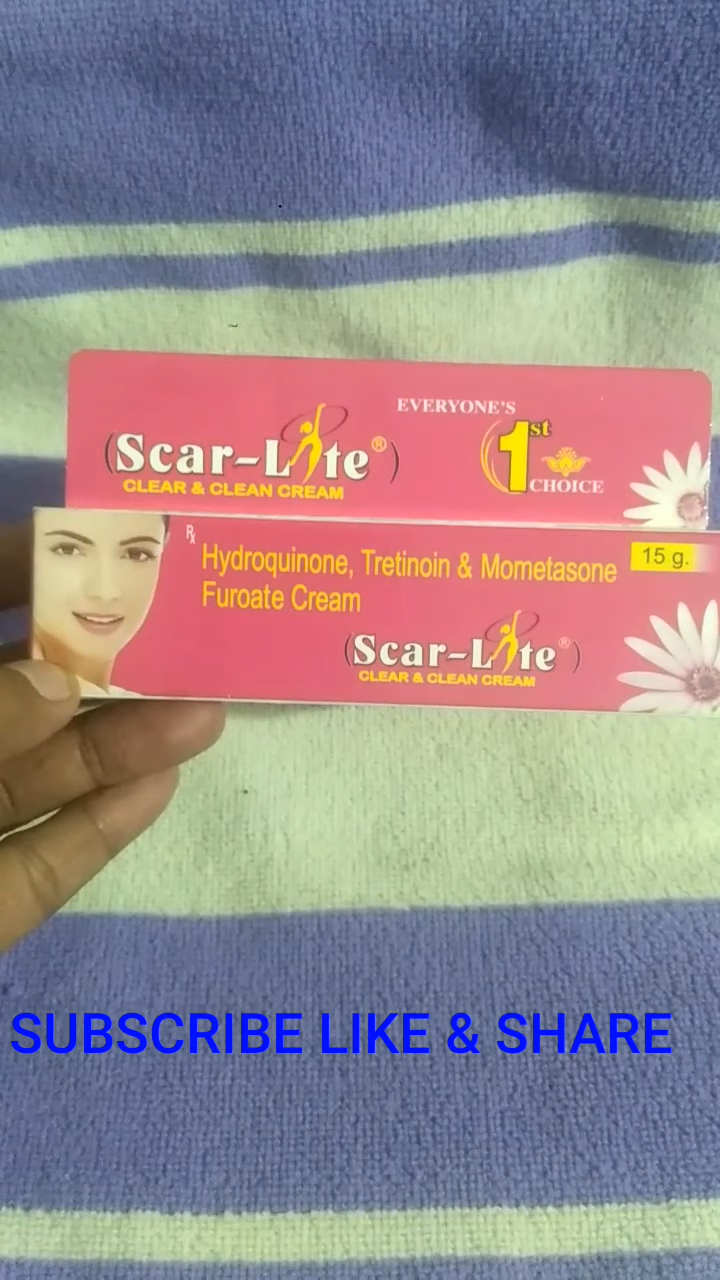 EVERYONE'S
Scar-Lite®
1st
CLEAR & CLEAN CREAM
CHOICE
Rx
Hydroquinone, Tretinoin & Mometasone
Furoate Cream
15 g.
Scar-Lite®
CLEAR & CLEAN CREAM
SUBSCRIBE LIKE & SHARE